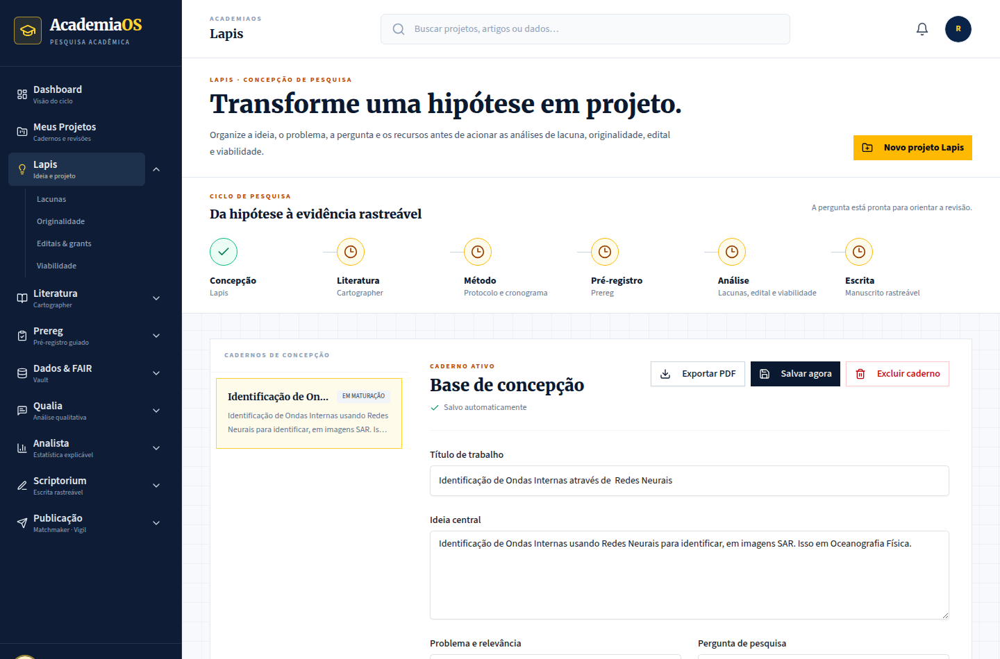 AcademiaOS
PESQUISA ACADÊMICA
Dashboard
Visão do ciclo
Meus Projetos
Cadernos e revisões
Lapis
Ideia e projeto
Lacunas
Originalidade
Editais & grants
Viabilidade
Literatura
Cartographer
Prereg
Pré-registro guiado
Dados & FAIR
Vault
Qualia
Análise qualitativa
Analista
Estatística explicável
Scriptorium
Escrita rastreável
Publicação
Matchmaker · Vigil
ACADEMIAOS
Lapis
Buscar projetos, artigos ou dados...
R
LAPIS · CONCEPÇÃO DE PESQUISA
Transforme uma hipótese em projeto.
Organize a ideia, o problema, a pergunta e os recursos antes de acionar as análises de lacuna, originalidade, edital
e viabilidade.
Novo projeto Lapis
CICLO DE PESQUISA
Da hipótese à evidência rastreável
A pergunta está pronta para orientar a revisão.
Concepção
Lapis
Literatura
Cartographer
Método
Protocolo e cronograma
Pré-registro
Prereg
Análise
Lacunas, edital e viabilidade
Escrita
Manuscrito rastreável
CADERNOS DE CONCEPÇÃO
Identificação de On...
EM MATURAÇÃO
Identificação de Ondas Internas usando Redes
Neurais para identificar, em imagens SAR. Is...
CADERNO ATIVO
Base de concepção
Salvo automaticamente
Exportar PDF
Salvar agora
Excluir caderno
Título de trabalho
Identificação de Ondas Internas através de  Redes Neurais
Ideia central
Identificação de Ondas Internas usando Redes Neurais para identificar, em imagens SAR. Isso em Oceanografia Física.
Problema e relevância
Pergunta de pesquisa